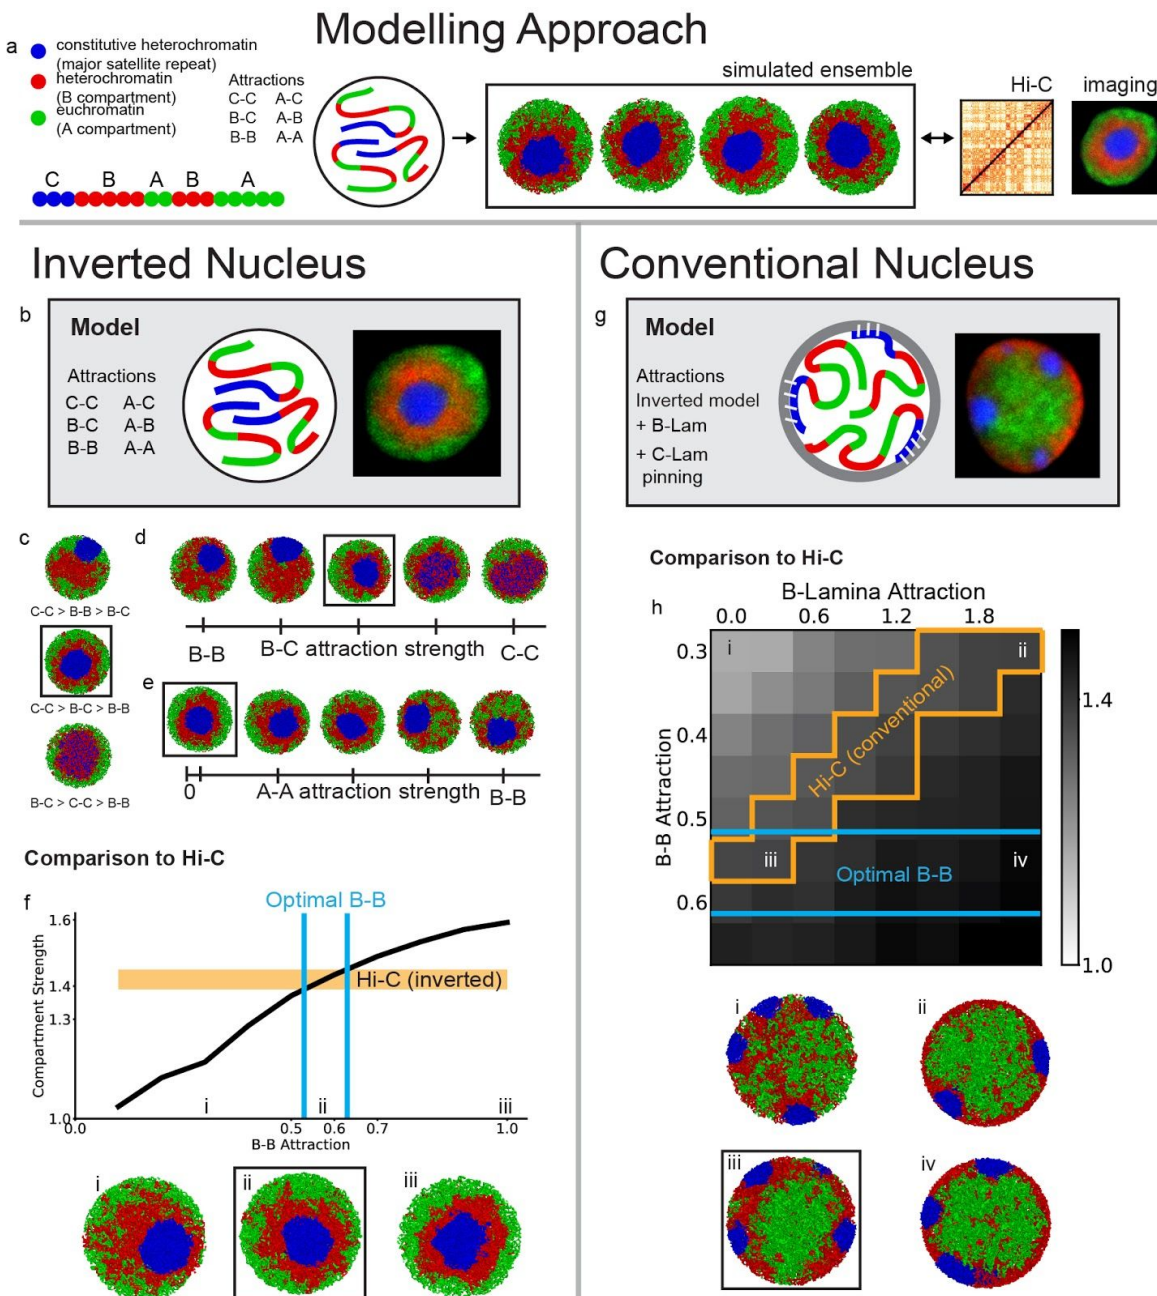 Modelling Approach
a
constitutive heterochromatin
(major satellite repeat)
heterochromatin
(B compartment)
euchromatin
(A compartment)
Attractions
C-C A-C
B-C A-B
B-B A-A
C B A B A
simulated ensemble
Hi-C
imaging
Inverted Nucleus
b
Model
Attractions
C-C A-C
B-C A-B
B-B A-A
c
C-C > B-B > B-C
C-C > B-C > B-B
B-C > C-C > B-B
d
B-B B-C attraction strength C-C
e
0 A-A attraction strength B-B
Comparison to Hi-C
f
Optimal B-B
Hi-C (inverted)
Compartment Strength
1.6
1.4
1.3
1.0
i ii iii
0.0 0.5 0.6 0.7 1.0
B-B Attraction
i
ii
iii
Conventional Nucleus
g
Model
Attractions
Inverted model
+ B-Lam
+ C-Lam
pinning
Comparison to Hi-C
h
B-Lamina Attraction
0.0 0.6 1.2 1.8
B-B Attraction
0.3
0.4
0.5
0.6
i
ii
Hi-C (conventional)
iii
iv
Optimal B-B
1.4
1.0
i
ii
iii
iv